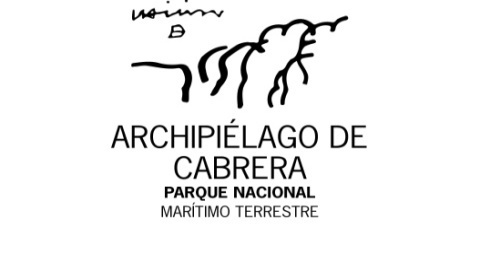 ARCHIPIÉLAGO DE
CABRERA
PARQUE NACIONAL
MARÍTIMO TERRESTRE